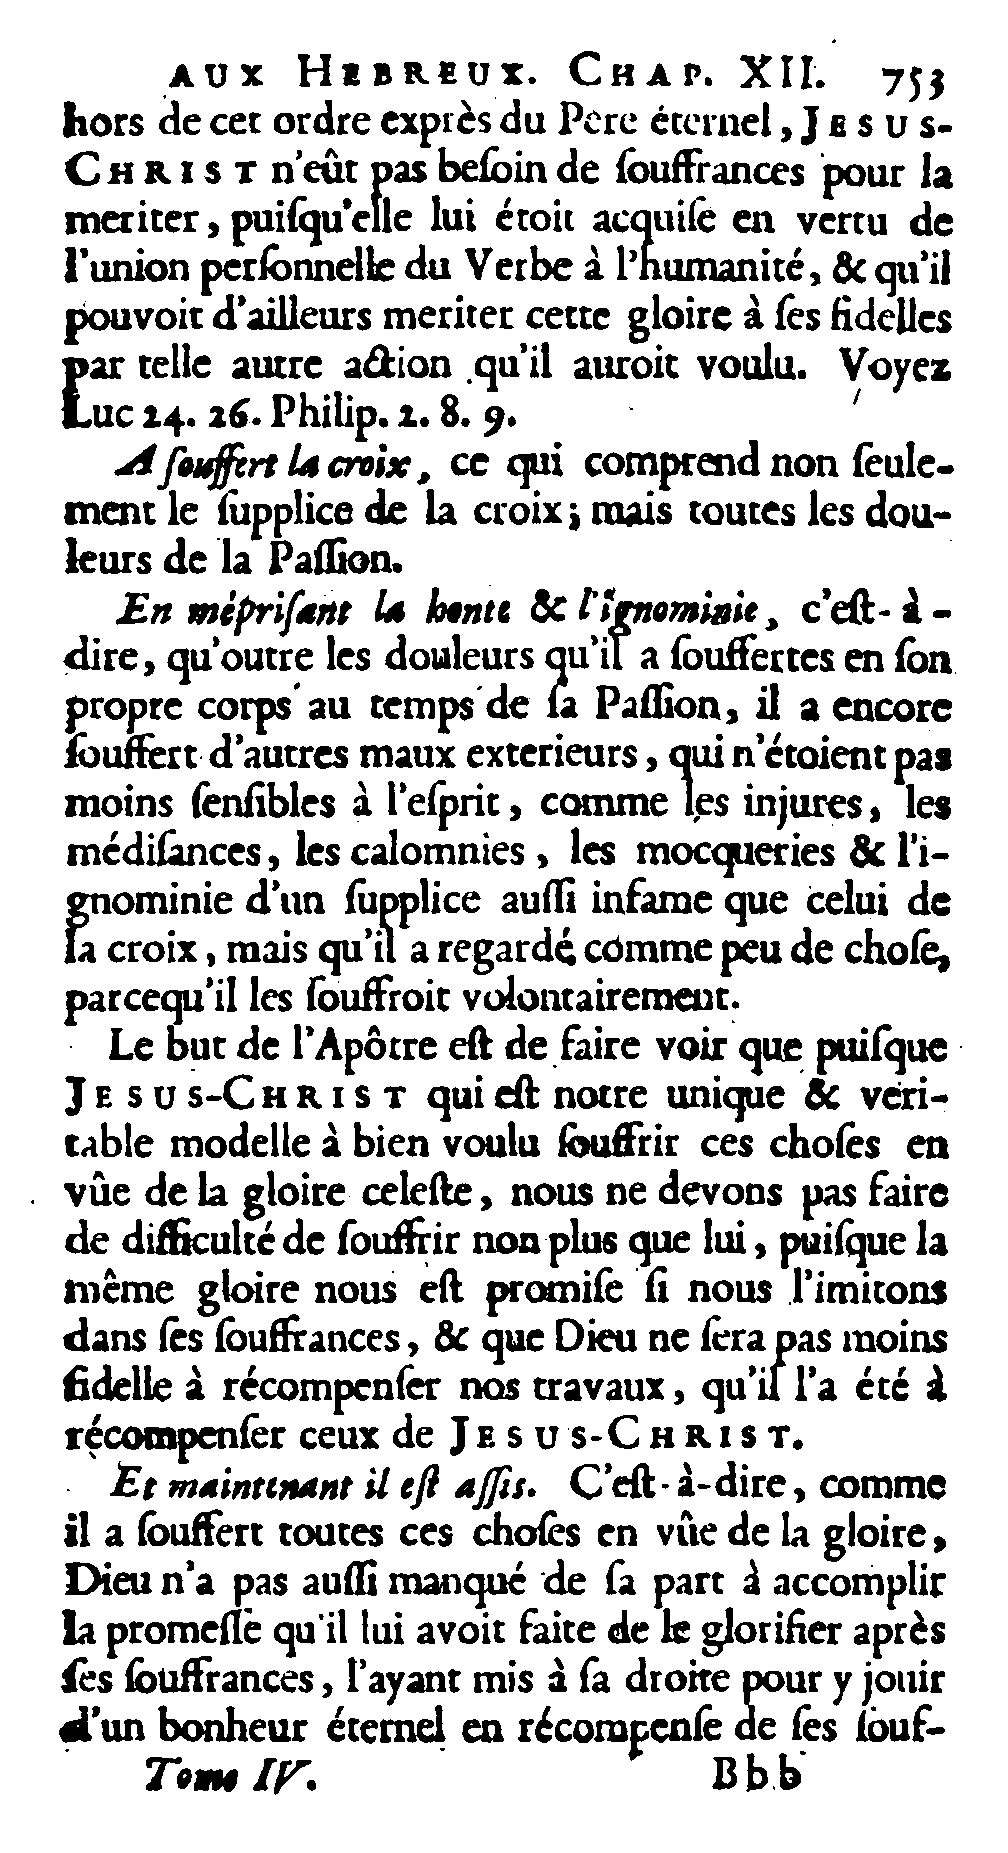 AUX HEBREUX. CHAP. XII. 753
hors de cet ordre exprès du Pere éternel, JESUS-
CHRIST n'eût pas beſoin de ſouffrances pour la
meriter, puiſqu'elle lui étoit acquiſe en vertu de
l'union perſonnelle du Verbe à l'humanité, & qu'il
pouvoit d'ailleurs meriter cette gloire à ſes fidelles
par telle autre action qu'il auroit voulu. Voyez
Luc 24. 26. Philip. 2. 8. 9.
A ſouffert la croix, ce qui comprend non ſeule-
ment le ſupplice de la croix; mais toutes les dou-
leurs de la Paſſion.
En mépriſant la honte & l'ignominie, c'eſt-à-
dire, qu'outre les douleurs qu'il a ſouffertes en ſon
propre corps au temps de ſa Paſſion, il a encore
ſouffert d'autres maux exterieurs, qui n'étoient pas
moins ſenſibles à l'eſprit, comme les injures, les
médiſances, les calomnies, les mocqueries & l'i-
gnominie d'un ſupplice auſſi infame que celui de
la croix, mais qu'il a regardé comme peu de choſe,
parcequ'il les ſouffroit volontairement.
Le but de l'Apôtre eſt de faire voir que puiſque
JESUS-CHRIST qui eſt notre unique & veri-
table modelle à bien voulu ſouffrir ces choſes en
vûe de la gloire celeſte, nous ne devons pas faire
de difficulté de ſouffrir non plus que lui, puiſque la
même gloire nous eſt promiſe ſi nous l'imitons
dans ſes ſouffrances, & que Dieu ne ſera pas moins
fidelle à récompenſer nos travaux, qu'il l'a été à
récompenſer ceux de JESUS-CHRIST.
Et maintenant il eſt aſſis. C'eſt-à-dire, comme
il a ſouffert toutes ces choſes en vûe de la gloire,
Dieu n'a pas auſſi manqué de ſa part à accomplir
la promeſſe qu'il lui avoit faite de le glorifier après
ſes ſouffrances, l'ayant mis à ſa droite pour y jouir
d'un bonheur éternel en récompenſe de ſes ſouf-
Tome IV. Bbb